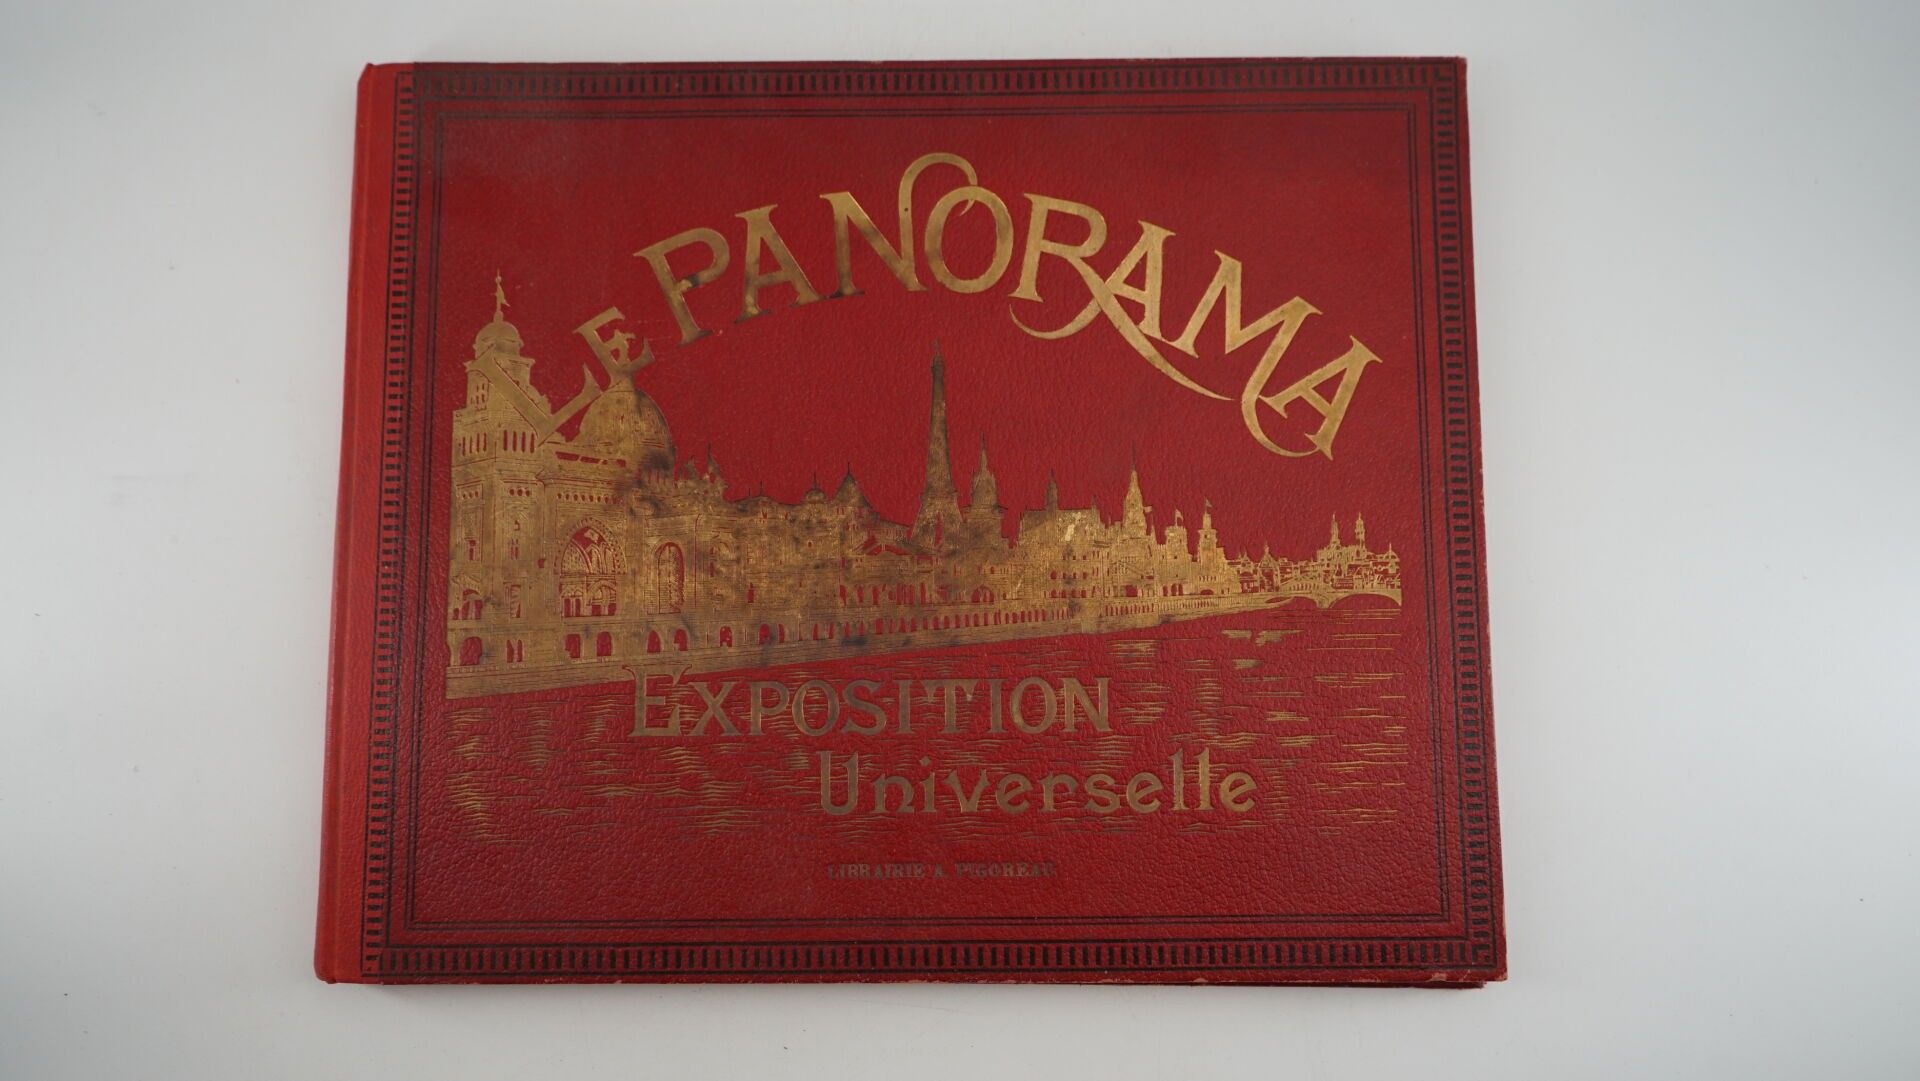 LE PANORAMA
EXPOSITION
Universelle
LIBRAIRIE A. PIGOREAU